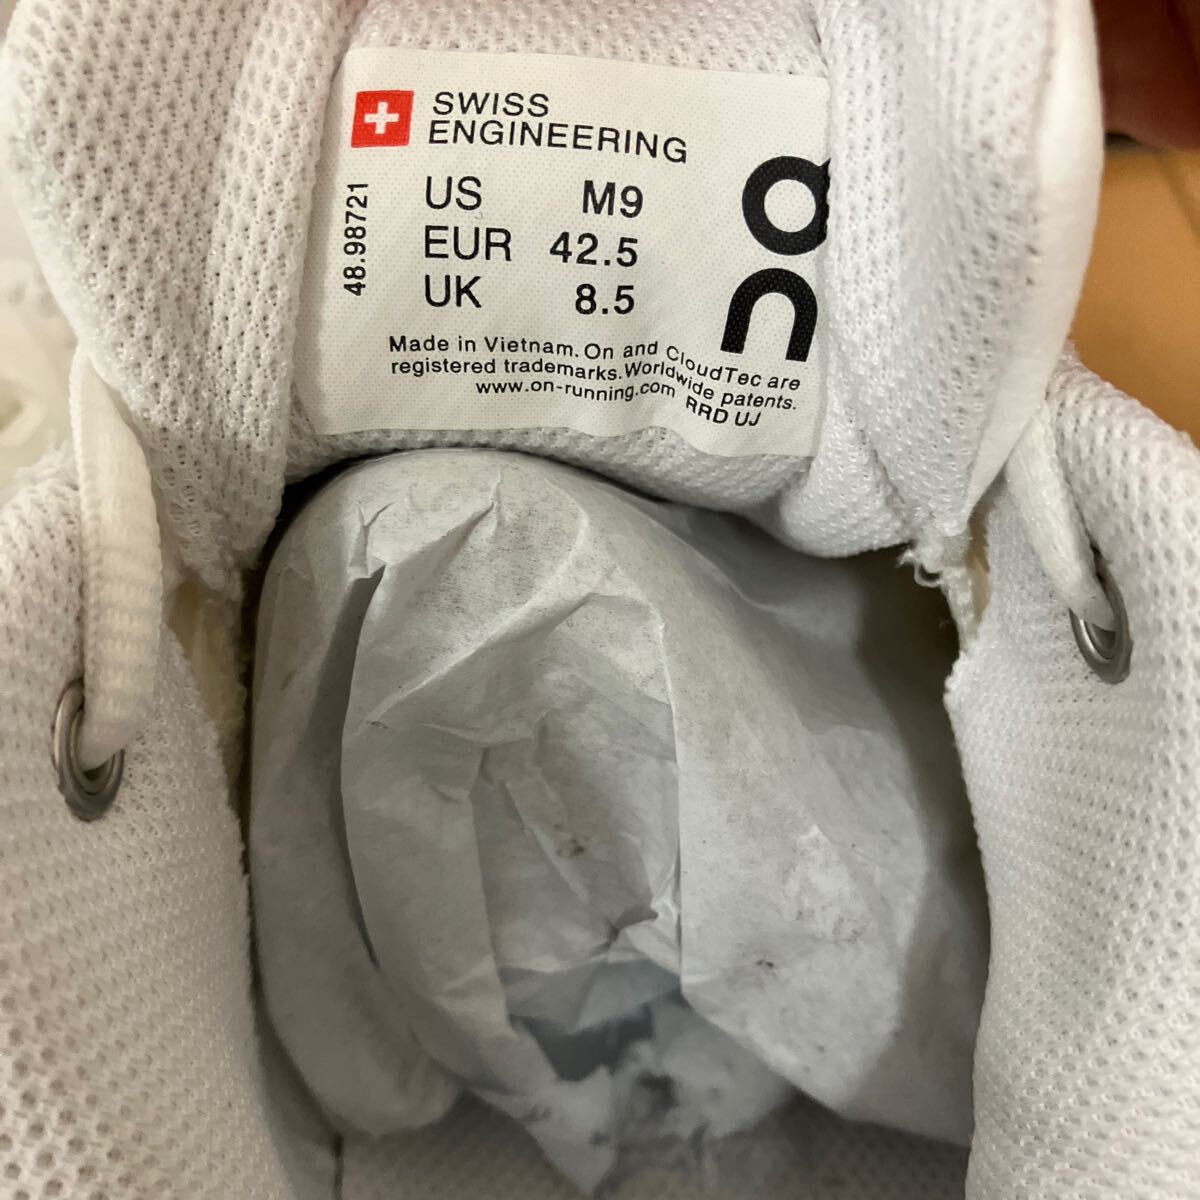 SWISS
ENGINEERING
US M9
EUR 42.5
UK 8.5
48.98721
on
Made in Vietnam. On and CloudTec are
registered trademarks. Worldwide patents.
www.on-running.com RRD UJ